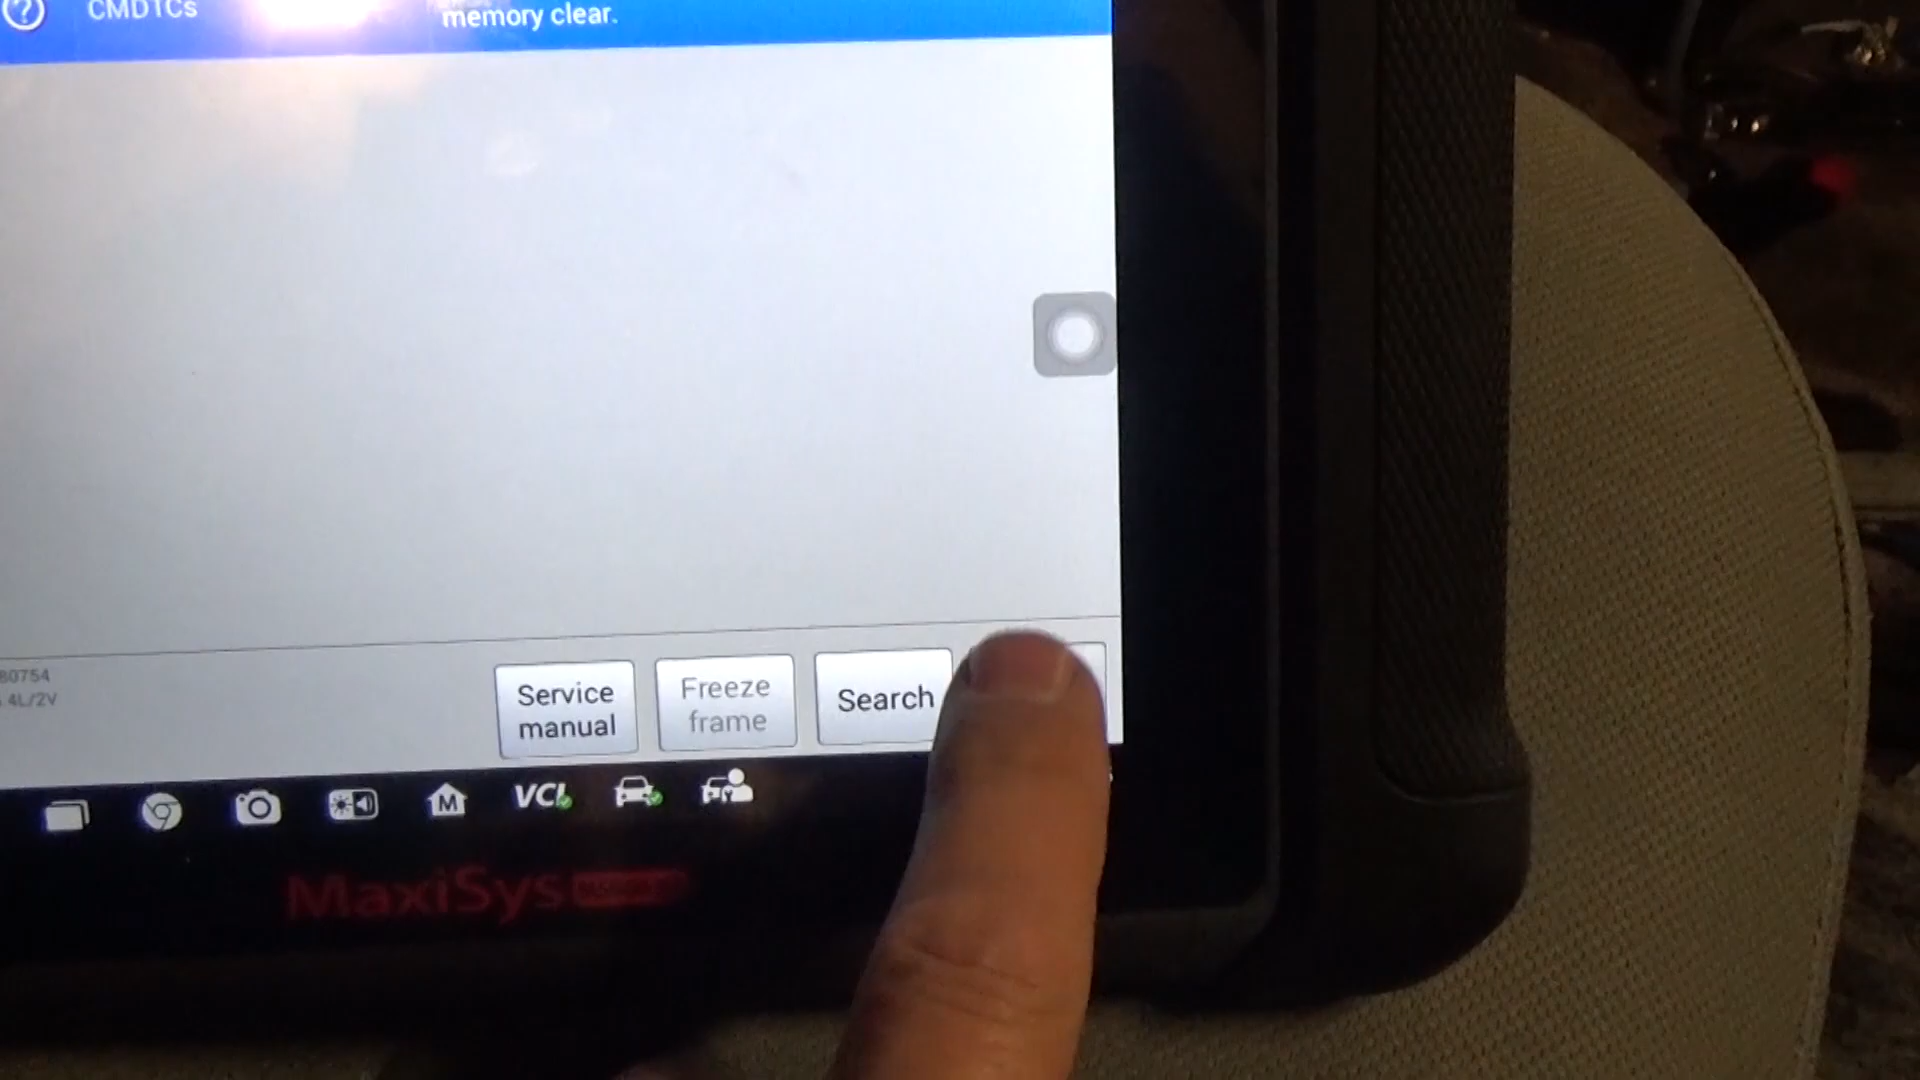 CMDTCs
memory clear.
80754
4L/2V
Service
manual
Freeze
frame
Search
M
VCI
MaxiSys